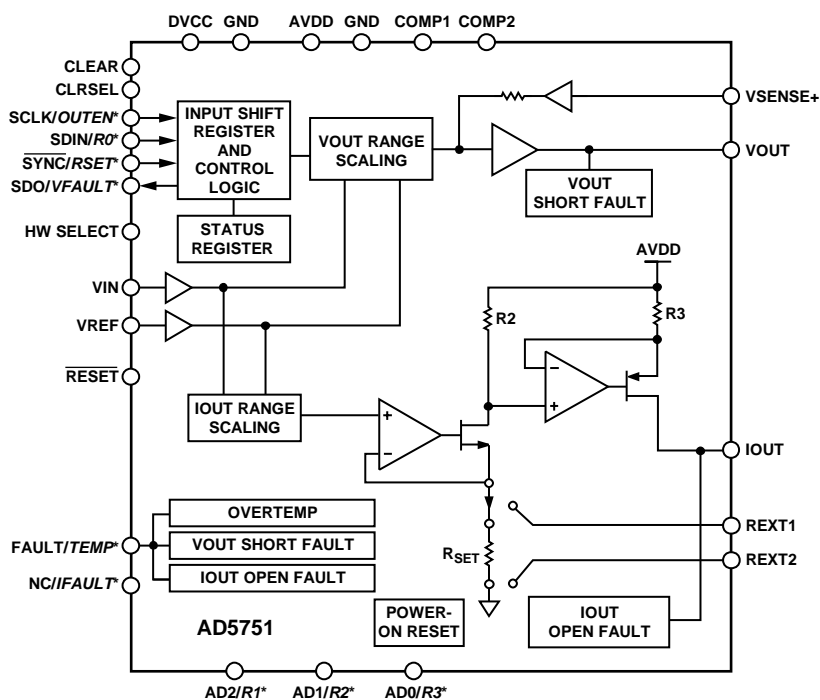 DVCC GND AVDD GND COMP1 COMP2
CLEAR
CLRSEL
SCLK/OUTEN*
SDIN/R0*
SYNC/RSET*
SDO/VFAULT*
HW SELECT
VIN
VREF
RESET
INPUT SHIFT
REGISTER
AND
CONTROL
LOGIC
STATUS
REGISTER
VOUT RANGE
SCALING
VSENSE+
VOUT
VOUT
SHORT FAULT
AVDD
R2
R3
IOUT RANGE
SCALING
+
–
–
+
IOUT
REXT1
REXT2
RSET
FAULT/TEMP*
NC/IFAULT*
OVERTEMP
VOUT SHORT FAULT
IOUT OPEN FAULT
AD5751
POWER-
ON RESET
IOUT
OPEN FAULT
AD2/R1* AD1/R2* AD0/R3*